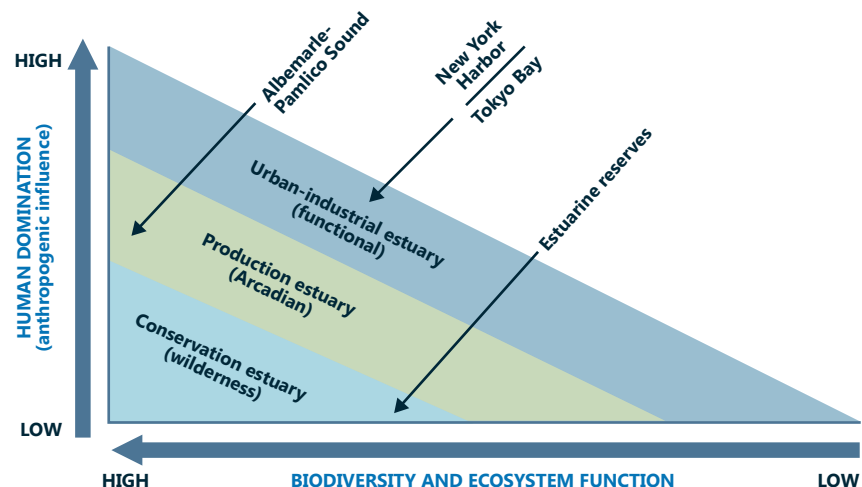 HIGH
Albemarle-
Pamlico Sound
New York
Harbor
Tokyo Bay
Estuarine reserves
HUMAN DOMINATION
(anthropogenic influence)
Urban-industrial estuary
(functional)
Production estuary
(Arcadian)
Conservation estuary
(wilderness)
LOW
HIGH
BIODIVERSITY AND ECOSYSTEM FUNCTION
LOW